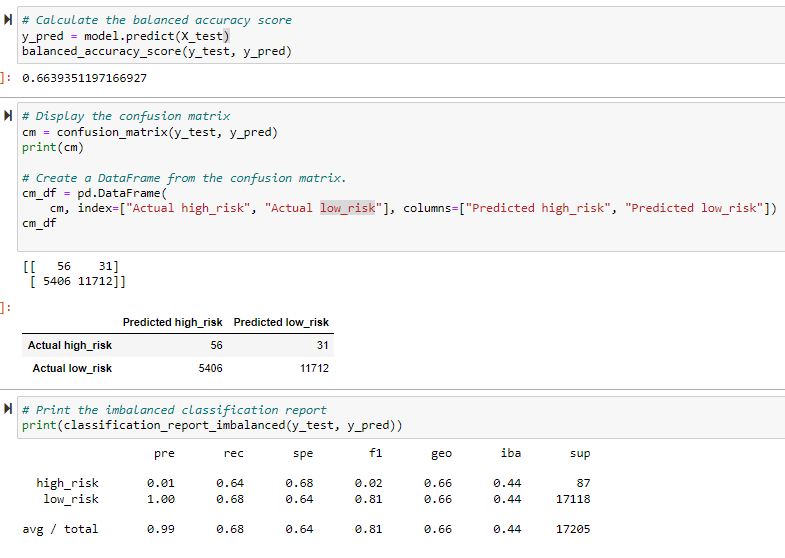 # Calculate the balanced accuracy score
y_pred = model.predict(X_test)
balanced_accuracy_score(y_test, y_pred)
]: 0.6639351197166927
# Display the confusion matrix
cm = confusion_matrix(y_test, y_pred)
print(cm)
# Create a DataFrame from the confusion matrix.
cm_df = pd.DataFrame(
cm, index=["Actual high_risk", "Actual low_risk"], columns=["Predicted high_risk", "Predicted low_risk"])
cm_df
[[   56    31]
[ 5406 11712]]
]:
Predicted high_risk Predicted low_risk
Actual high_risk 56 31
Actual low_risk 5406 11712
# Print the imbalanced classification report
print(classification_report_imbalanced(y_test, y_pred))
pre rec spe f1 geo iba sup
high_risk 0.01 0.64 0.68 0.02 0.66 0.44 87
low_risk 1.00 0.68 0.64 0.81 0.66 0.44 17118
avg / total 0.99 0.68 0.64 0.81 0.66 0.44 17205